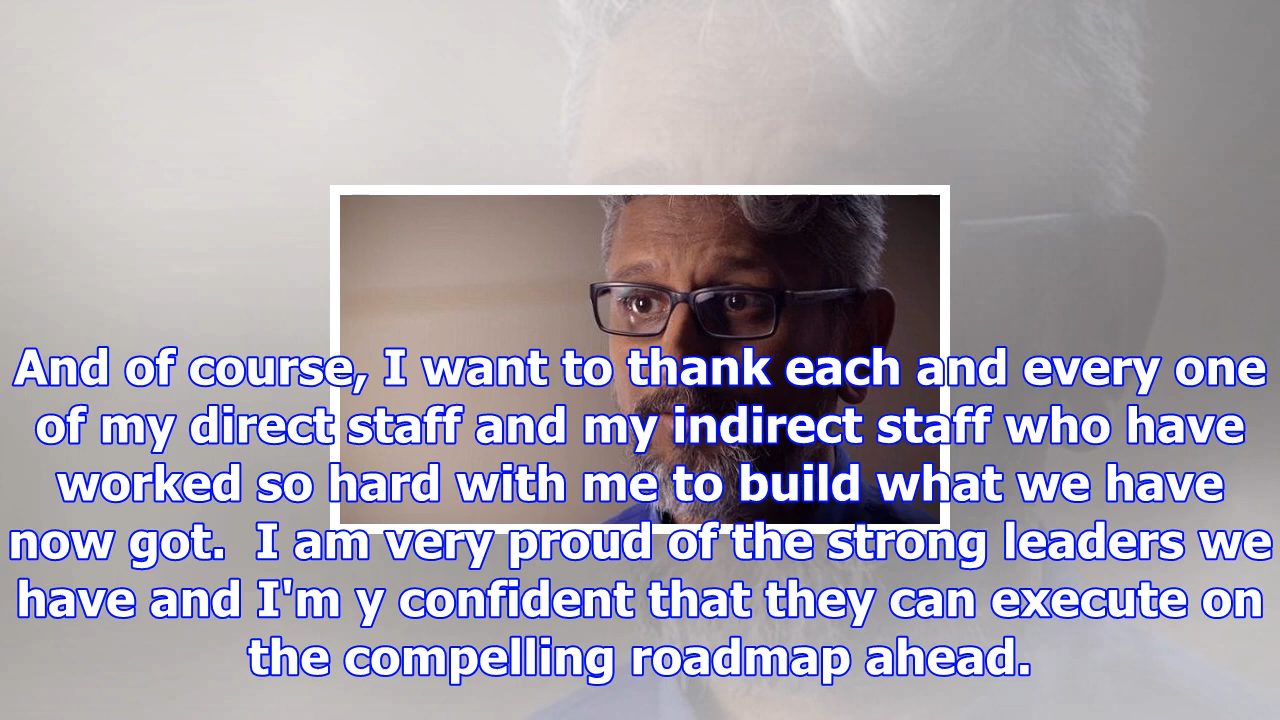 And of course, I want to thank each and every one
of my direct staff and my indirect staff who have
worked so hard with me to build what we have
now got.  I am very proud of the strong leaders we
have and I'm y confident that they can execute on
the compelling roadmap ahead.